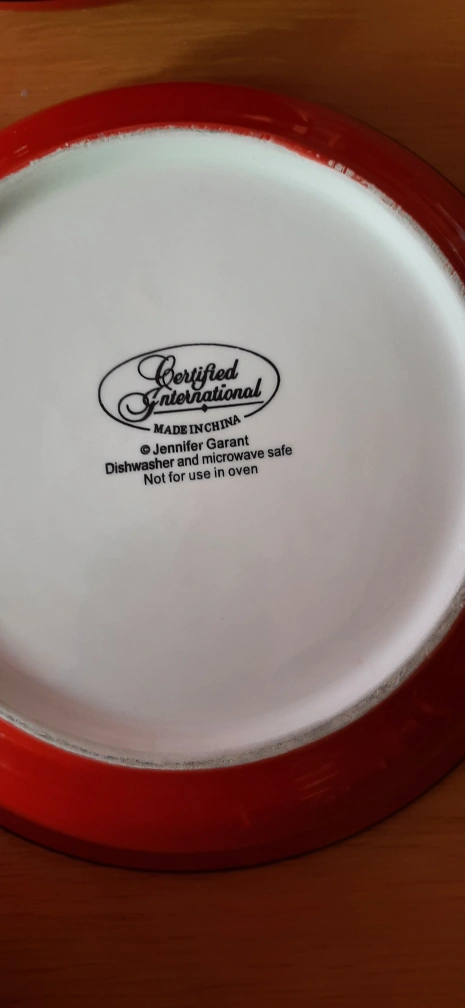 Certified
International
MADE IN CHINA
© Jennifer Garant
Dishwasher and microwave safe
Not for use in oven